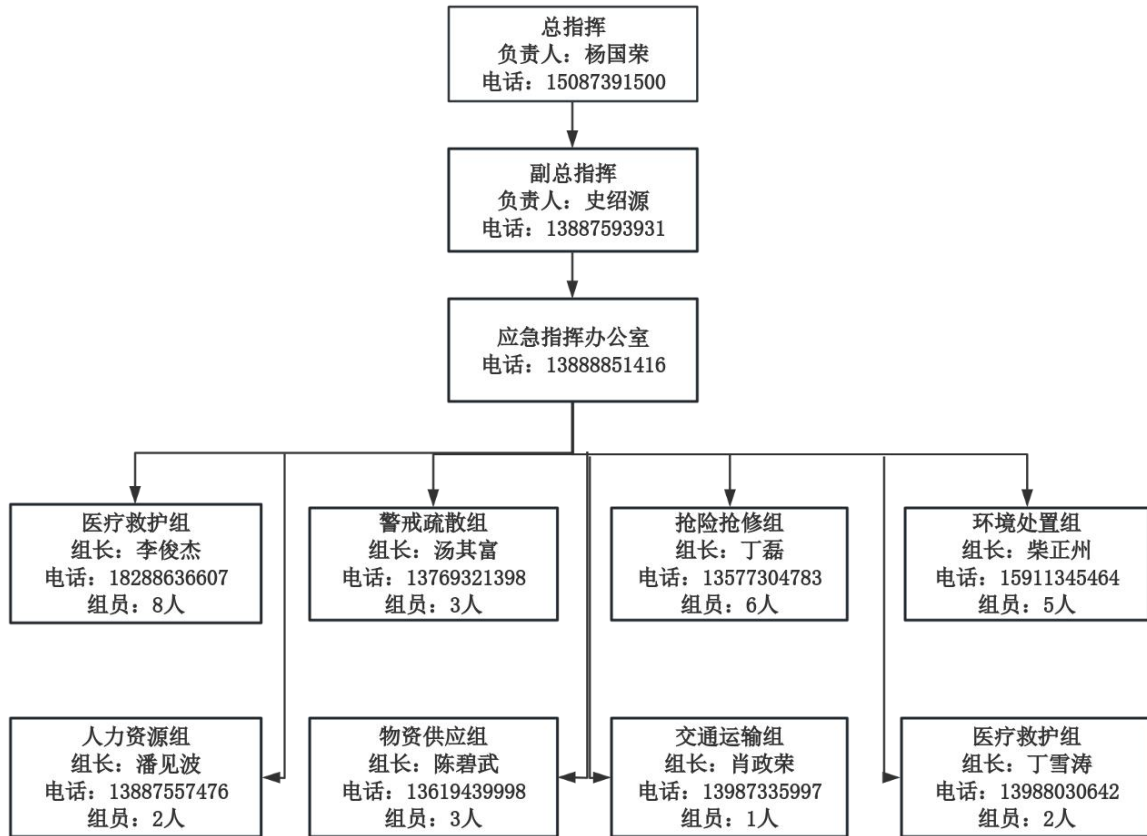 总指挥
负责人：杨国荣
电话：15087391500
副总指挥
负责人：史绍源
电话：13887593931
应急指挥办公室
电话：13888851416
医疗救护组
组长：李俊杰
电话：18288636607
组员：8人
警戒疏散组
组长：汤其富
电话：13769321398
组员：3人
抢险抢修组
组长：丁磊
电话：13577304783
组员：6人
环境处置组
组长：柴正州
电话：15911345464
组员：5人
人力资源组
组长：潘见波
电话：13887557476
组员：2人
物资供应组
组长：陈碧武
电话：13619439998
组员：3人
交通运输组
组长：肖政荣
电话：13987335997
组员：1人
医疗救护组
组长：丁雪涛
电话：13988030642
组员：2人